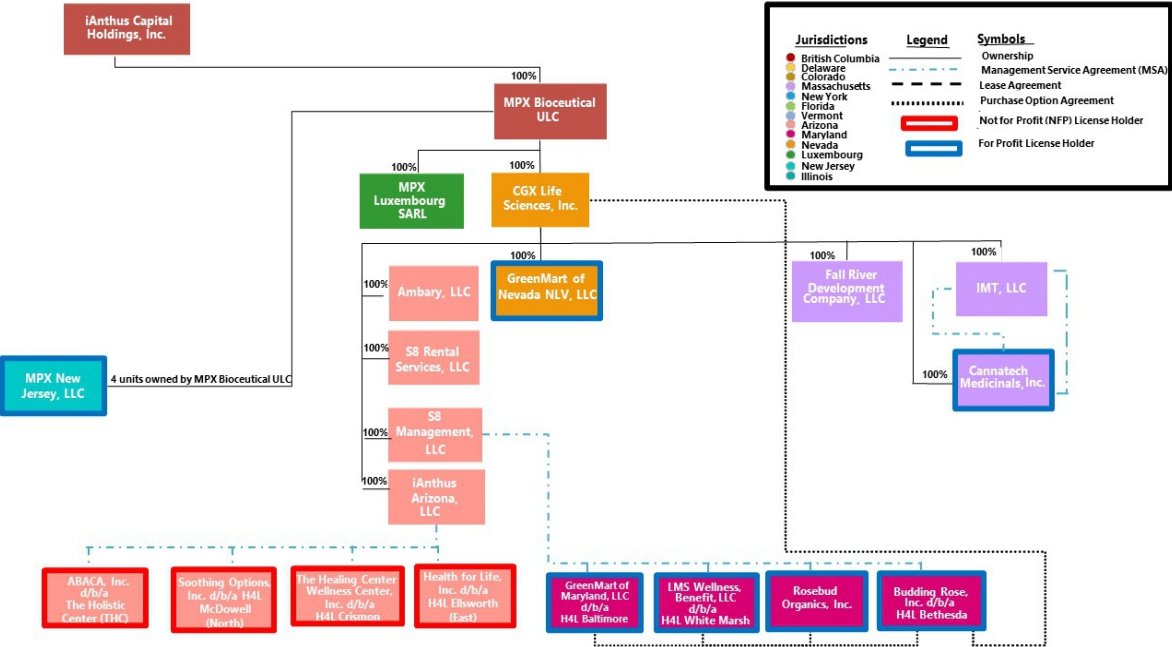 iAnthus Capital
Holdings, Inc.
100%
MPX Bioceutical
ULC
100%
100%
MPX
Luxembourg
SARL
CGX Life
Sciences, Inc.
Jurisdictions
British Columbia
Delaware
Colorado
Massachusetts
New York
Florida
Vermont
Arizona
Maryland
Nevada
Luxembourg
New Jersey
Illinois
Legend
Symbols
Ownership
Management Service Agreement (MSA)
Lease Agreement
Purchase Option Agreement
Not for Profit (NFP) License Holder
For Profit License Holder
100%
Ambary, LLC
100%
GreenMart of
Nevada NLV, LLC
100%
Fall River
Development
Company, LLC
100%
IMT, LLC
100%
S8 Rental
Services, LLC
MPX New
Jersey, LLC
4 units owned by MPX Bioceutical ULC
100%
Cannatech
Medicinals, Inc.
100%
S8
Management,
LLC
100%
iAnthus
Arizona,
LLC
ABACA, Inc.
d/b/a
The Holistic
Center (THC)
Soothing Options,
Inc. d/b/a H4L
McDowell
(North)
The Healing Center
Wellness Center,
Inc. d/b/a
H4L Crismon
Health for Life,
Inc. d/b/a
H4L Ellsworth
(East)
GreenMart of
Maryland, LLC
d/b/a
H4L Baltimore
LMS Wellness,
Benefit, LLC
d/b/a
H4L White Marsh
Rosebud
Organics, Inc.
Budding Rose,
Inc. d/b/a
H4L Bethesda